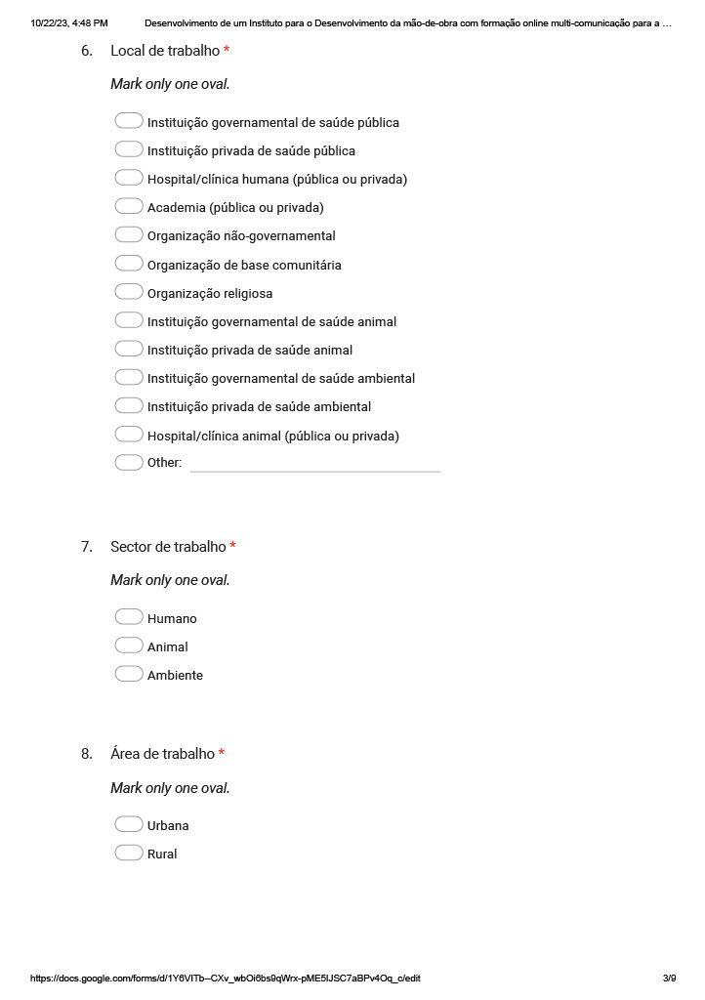 10/22/23, 4:48 PM Desenvolvimento de um Instituto para o Desenvolvimento da mão-de-obra com formação online multi-comunicação para a …
6. Local de trabalho *
Mark only one oval.
Instituição governamental de saúde pública
Instituição privada de saúde pública
Hospital/clínica humana (pública ou privada)
Academia (pública ou privada)
Organização não-governamental
Organização de base comunitária
Organização religiosa
Instituição governamental de saúde animal
Instituição privada de saúde animal
Instituição governamental de saúde ambiental
Instituição privada de saúde ambiental
Hospital/clínica animal (pública ou privada)
Other:
7. Sector de trabalho *
Mark only one oval.
Humano
Animal
Ambiente
8. Área de trabalho *
Mark only one oval.
Urbana
Rural
https://docs.google.com/forms/d/1Y6VITb--CXv_wbOi6bs9qWrx-pME5IJSC7aBPv4Oq_c/edit 3/9